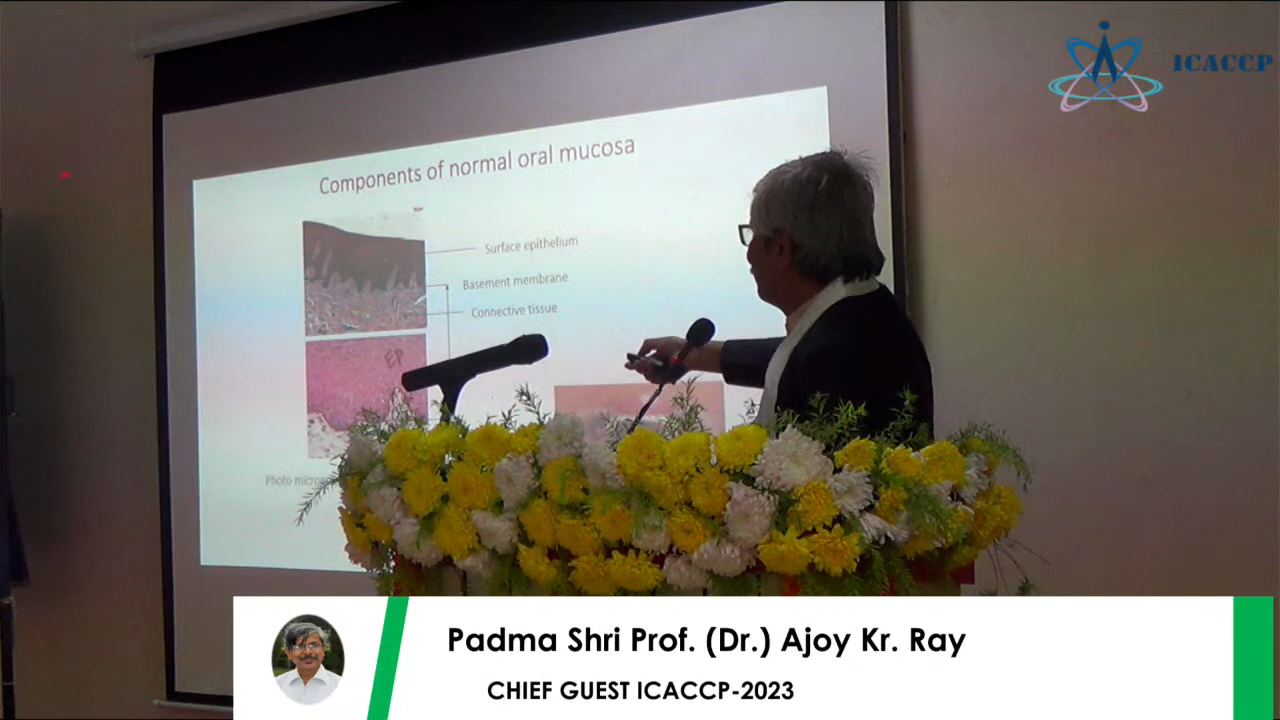 ICACCP
Components of normal oral mucosa
Surface epithelium
Basement membrane
Connective tissue
EP
Photo
Padma Shri Prof. (Dr.) Ajoy Kr. Ray
CHIEF GUEST ICACCP-2023